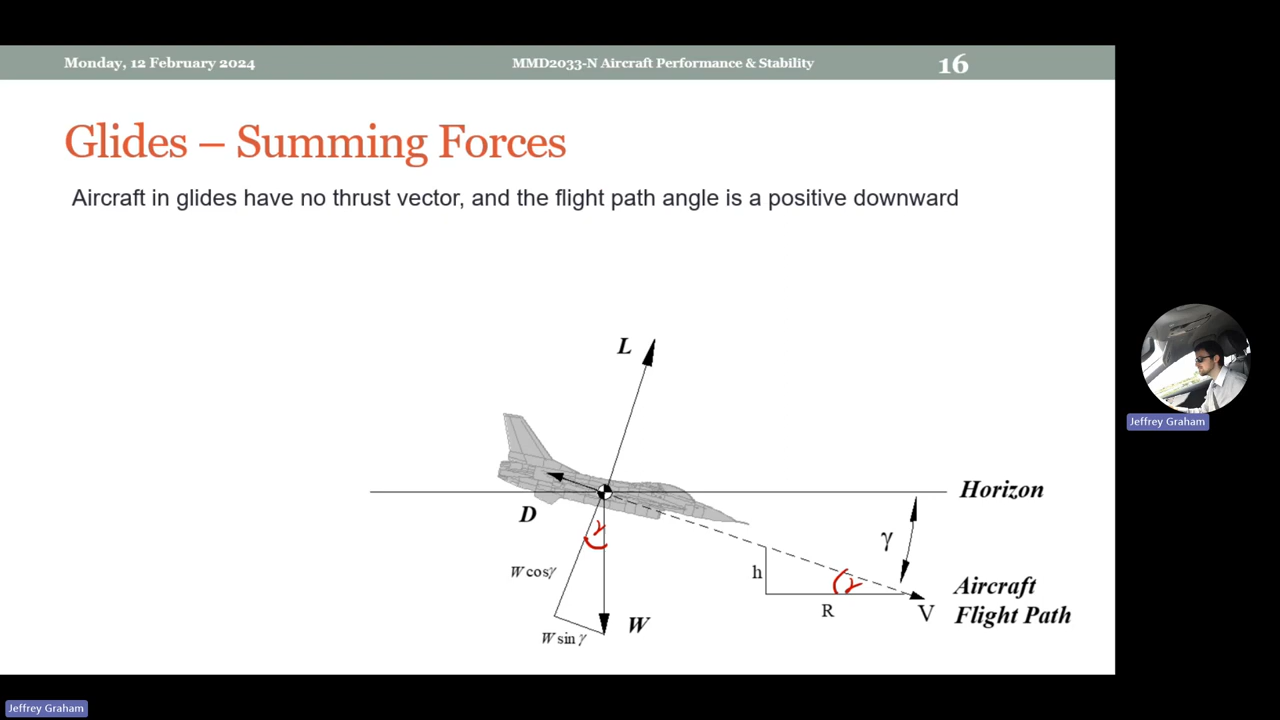 Monday, 12 February 2024 MMD2033-N Aircraft Performance & Stability 16
Glides – Summing Forces
Aircraft in glides have no thrust vector, and the flight path angle is a positive downward
L
Horizon
D
γ
γ
W cosγ
h
γ
Aircraft
R
V
Flight Path
W
W sin γ
Jeffrey Graham
Jeffrey Graham